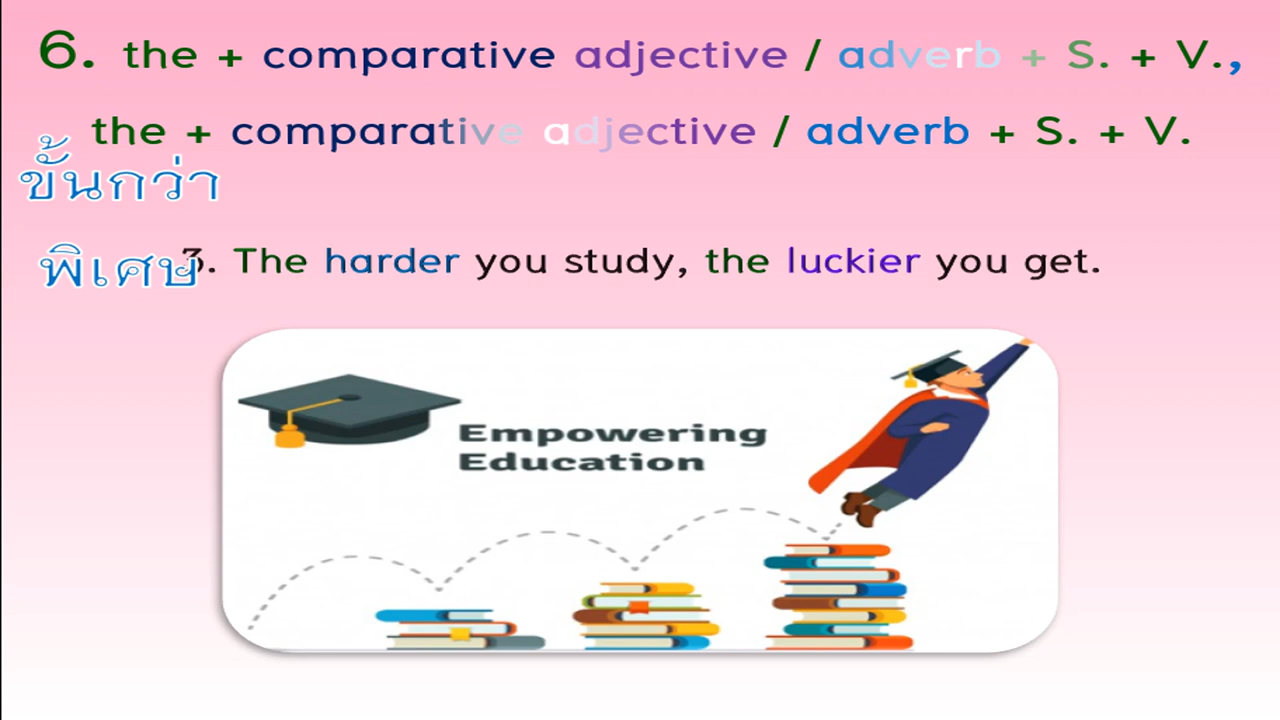 6. the + comparative adjective / adverb + S. + V.,
the + comparative adjective / adverb + S. + V.
ขั้นกว่า
พิเศษ
3. The harder you study, the luckier you get.
Empowering
Education